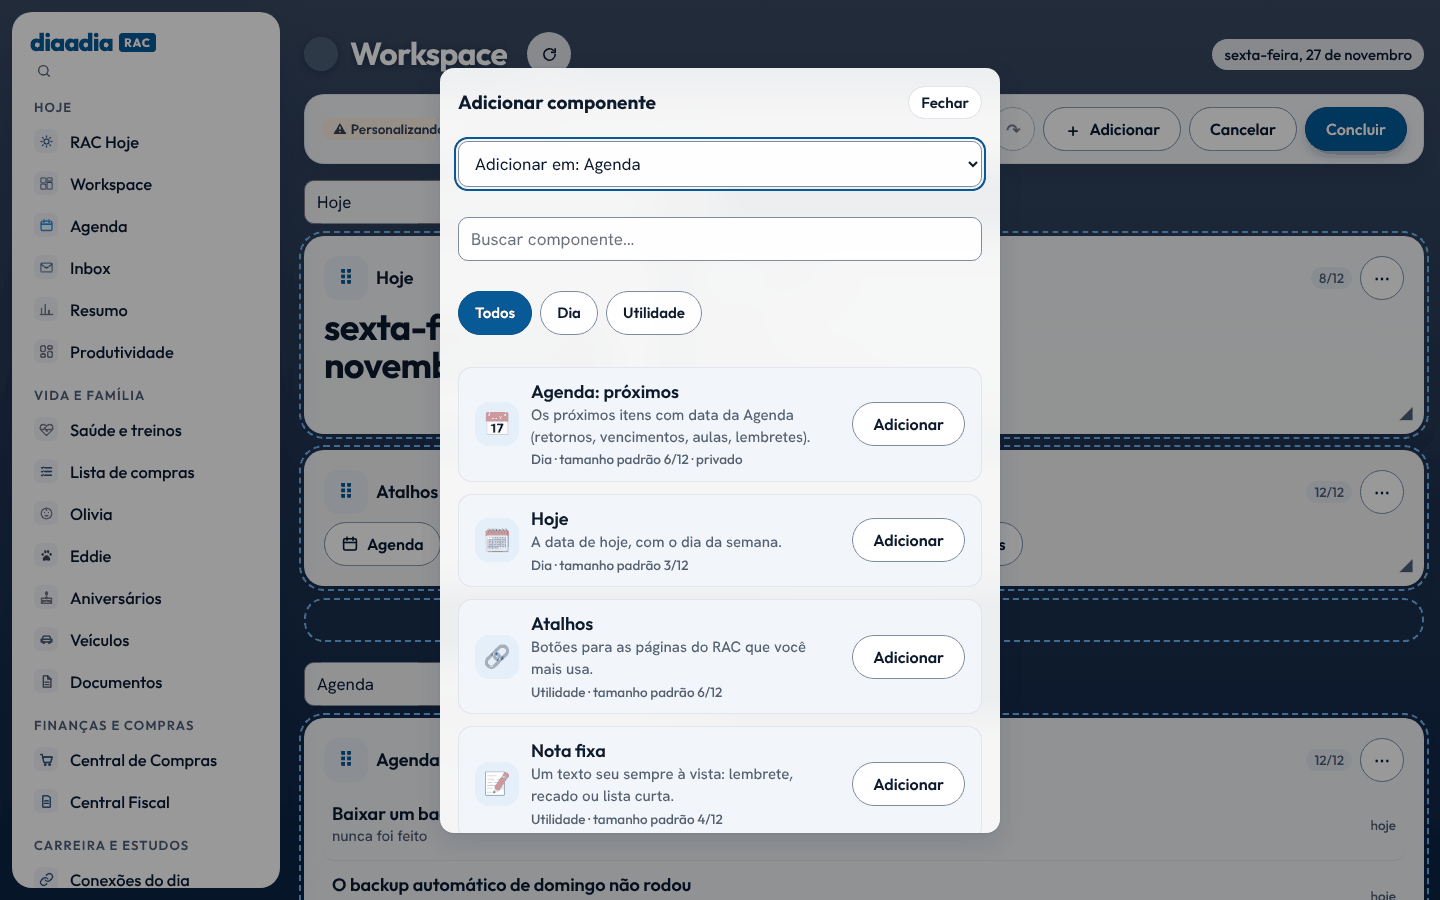 diaadia RAC
HOJE
RAC Hoje
Workspace
Agenda
Inbox
Resumo
Produtividade
VIDA E FAMÍLIA
Saúde e treinos
Lista de compras
Olivia
Eddie
Aniversários
Veículos
Documentos
FINANÇAS E COMPRAS
Central de Compras
Central Fiscal
CARREIRA E ESTUDOS
Conexões do dia
Workspace
sexta-feira, 27 de novembro
Personalizando
+ Adicionar
Cancelar
Concluir
Hoje
Hoje
8/12
...
Atalhos
12/12
...
Agenda
Agenda
Agenda
12/12
...
nunca foi feito
hoje
O backup automático de domingo não rodou
hoje
Adicionar componente
Fechar
Adicionar em: Agenda
Buscar componente...
Todos
Dia
Utilidade
17
Agenda: próximos
Os próximos itens com data da Agenda
(retornos, vencimentos, aulas, lembretes).
Dia · tamanho padrão 6/12 · privado
Adicionar
Hoje
A data de hoje, com o dia da semana.
Dia · tamanho padrão 3/12
Adicionar
Atalhos
Botões para as páginas do RAC que você
mais usa.
Utilidade · tamanho padrão 6/12
Adicionar
Nota fixa
Um texto seu sempre à vista: lembrete,
recado ou lista curta.
Utilidade · tamanho padrão 4/12
Adicionar